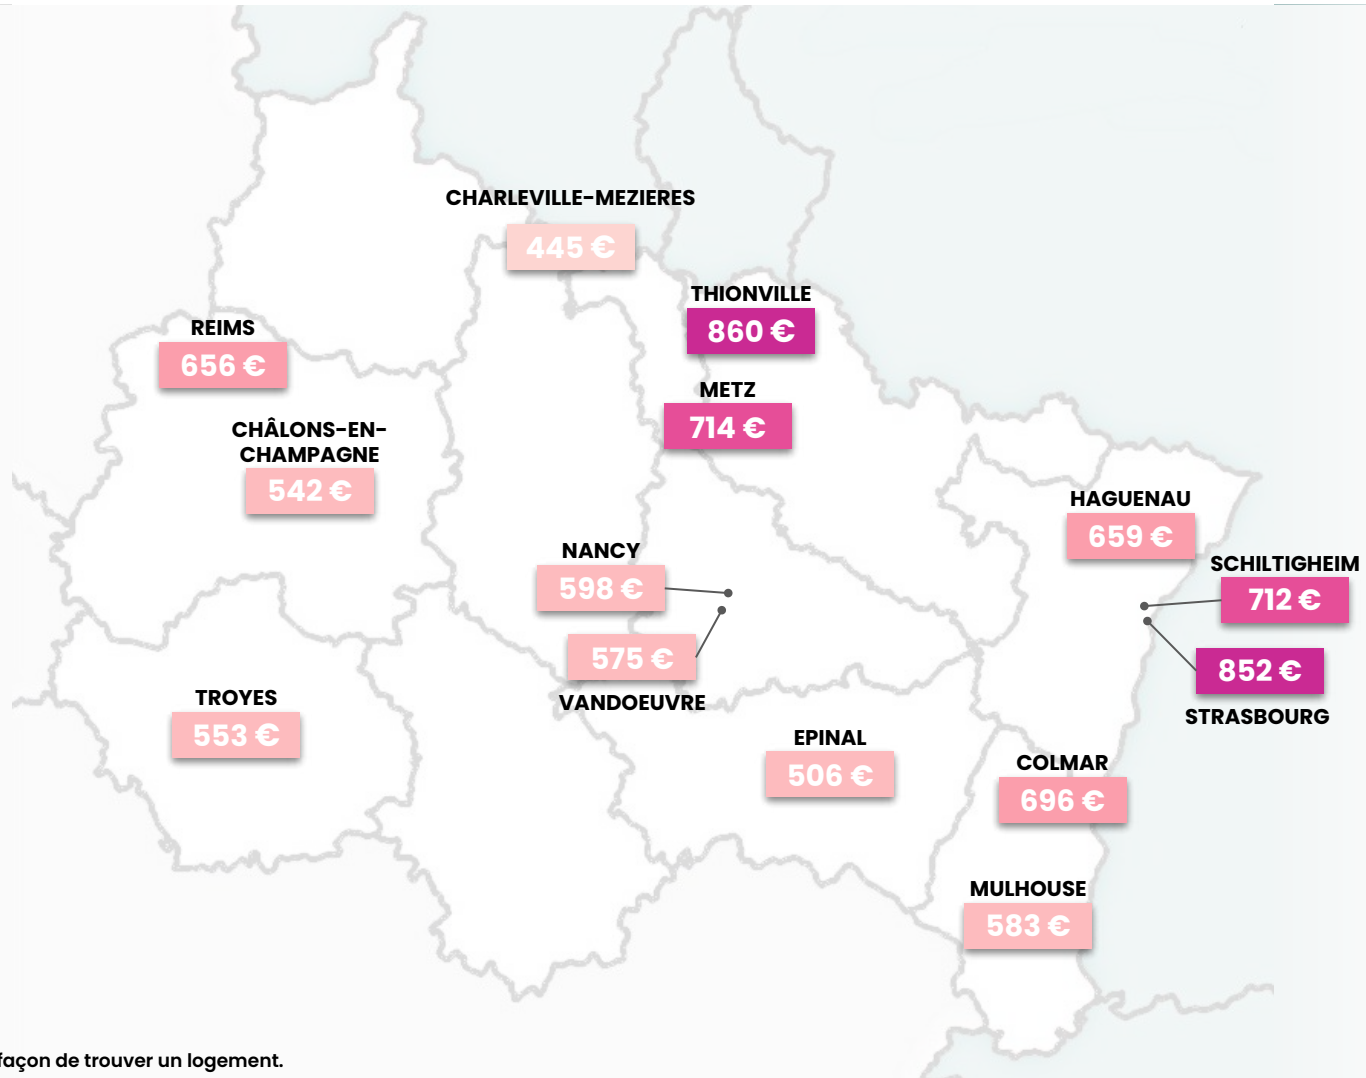 CHARLEVILLE-MEZIERES
445 €
THIONVILLE
860 €
REIMS
656 €
METZ
714 €
CHÂLONS-EN-
CHAMPAGNE
542 €
HAGUENAU
659 €
NANCY
598 €
SCHILTIGHEIM
712 €
575 €
VANDOEUVRE
852 €
STRASBOURG
TROYES
553 €
EPINAL
506 €
COLMAR
696 €
MULHOUSE
583 €
façon de trouver un logement.